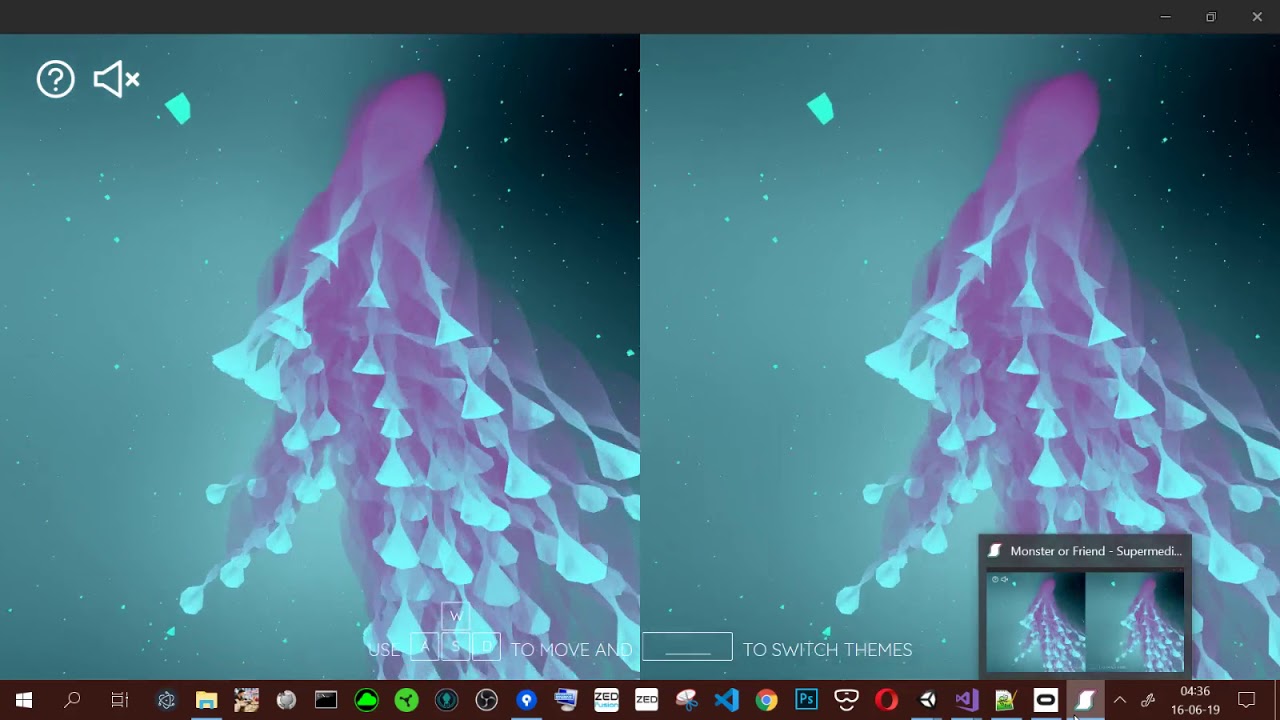 ?
W
USE A S D TO MOVE AND TO SWITCH THEMES
Monster or Friend - Supermedi...
ZED
fusion
ZED
Ps
04:36
16-06-19